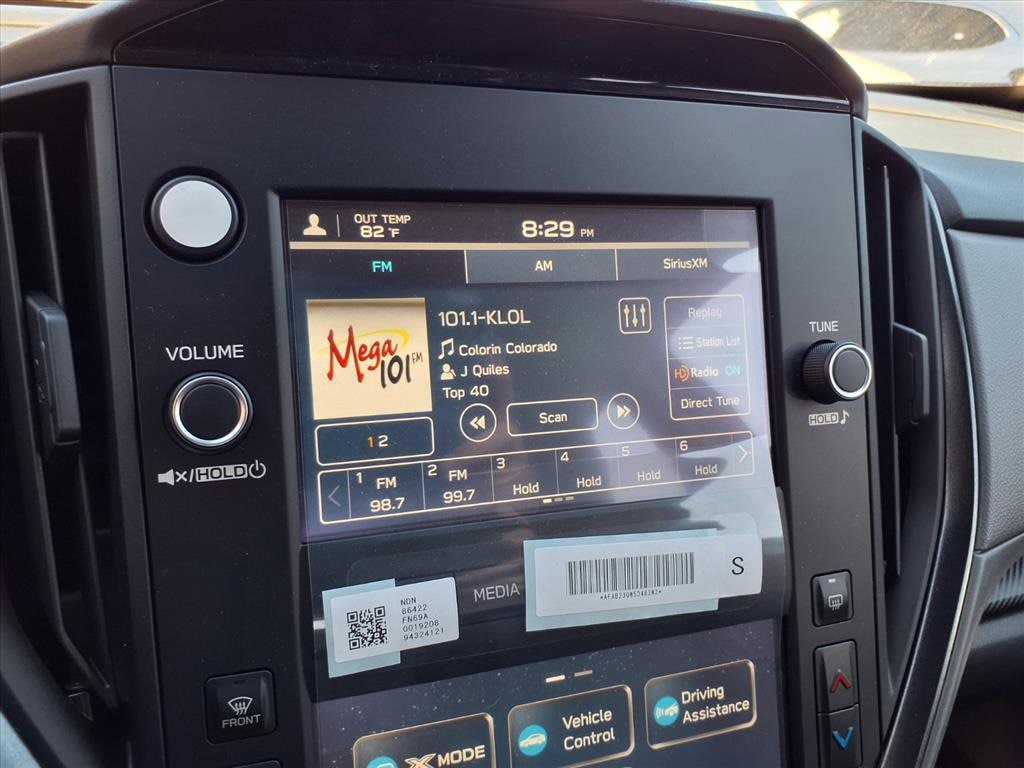 OUT TEMP
82 °F
8:29 PM
FM
AM
SiriusXM
Mega
101 FM
101.1-KLOL
Colorin Colorado
J Quiles
Top 40
Replay
Station List
HD Radio ON
Direct Tune
1 2
Scan
1 FM 98.7
2 FM 99.7
3 Hold
4 Hold
5 Hold
6 Hold
VOLUME
/HOLD
TUNE
HOLD
MEDIA
NDN
86422
FN69A
0019208
94324121
*AFAB23QW53483W2*
S
FRONT
X MODE
Vehicle
Control
Driving
Assistance